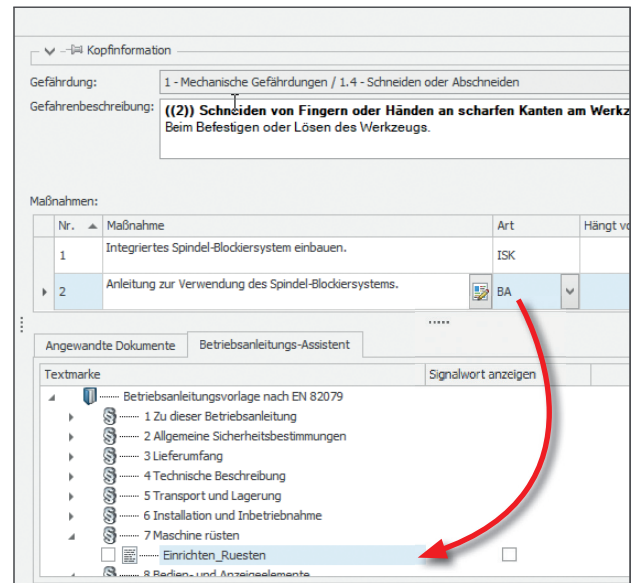 Kopfinformation
Gefährdung: 1 - Mechanische Gefährdungen / 1.4 - Schneiden oder Abschneiden
Gefahrenbeschreibung: ((2)) Schneiden von Fingern oder Händen an scharfen Kanten am Werkz
Beim Befestigen oder Lösen des Werkzeugs.
Maßnahmen:
Nr. Maßnahme Art Hängt vo
1 Integriertes Spindel-Blockiersystem einbauen. ISK
2 Anleitung zur Verwendung des Spindel-Blockiersystems. BA
Angewandte Dokumente Betriebsanleitungs-Assistent
Textmarke Signalwort anzeigen
Betriebsanleitungsvorlage nach EN 82079
§ 1 Zu dieser Betriebsanleitung
§ 2 Allgemeine Sicherheitsbestimmungen
§ 3 Lieferumfang
§ 4 Technische Beschreibung
§ 5 Transport und Lagerung
§ 6 Installation und Inbetriebnahme
§ 7 Maschine rüsten
Einrichten_Ruesten
§ 8 Bedien- und Anzeigeelemente